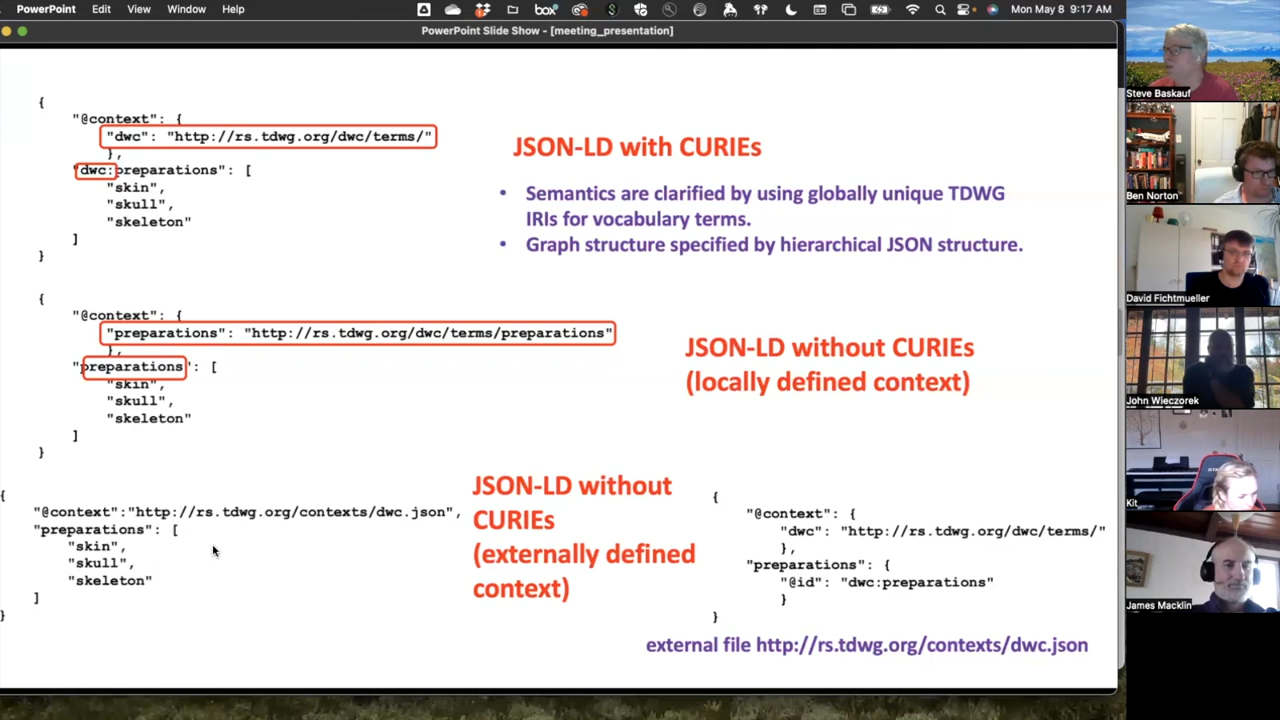 PowerPoint File Edit View Window Help
box
Mon May 8 9:17 AM
PowerPoint Slide Show - [meeting_presentation]
{
"@context": {
"dwc": "http://rs.tdwg.org/dwc/terms/"
},
"dwc:preparations": [
"skin",
"skull",
"skeleton"
]
}
JSON-LD with CURIEs
• Semantics are clarified by using globally unique TDWG
IRIs for vocabulary terms.
• Graph structure specified by hierarchical JSON structure.
{
"@context": {
"preparations": "http://rs.tdwg.org/dwc/terms/preparations"
},
"preparations": [
"skin",
"skull",
"skeleton"
]
}
JSON-LD without CURIEs
(locally defined context)
{
"@context":"http://rs.tdwg.org/contexts/dwc.json",
"preparations": [
"skin",
"skull",
"skeleton"
]
}
JSON-LD without
CURIEs
(externally defined
context)
{
"@context": {
"dwc": "http://rs.tdwg.org/dwc/terms/"
},
"preparations": {
"@id": "dwc:preparations"
}
}
external file http://rs.tdwg.org/contexts/dwc.json
Steve Baskauf
Ben Norton
David Fichtmueller
John Wieczorek
Kit
James Macklin